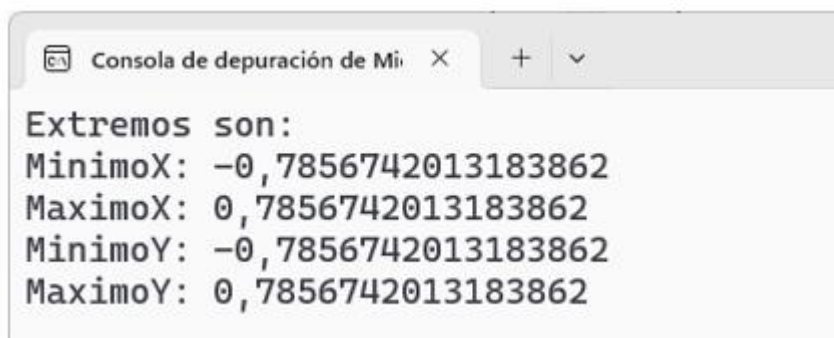 Consola de depuración de Mi
Extremos son:
MinimoX: -0,7856742013183862
MaximoX: 0,7856742013183862
MinimoY: -0,7856742013183862
MaximoY: 0,7856742013183862